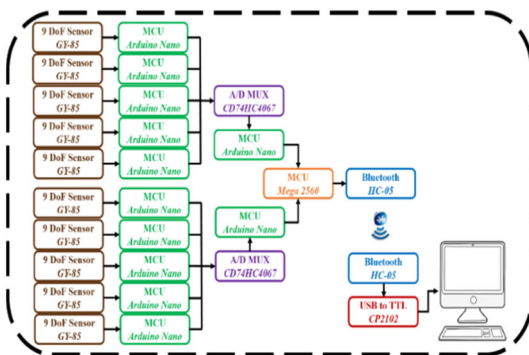 9 DoF Sensor
GY-85
MCU
Arduino Nano
9 DoF Sensor
GY-85
MCU
Arduino Nano
9 DoF Sensor
GY-85
MCU
Arduino Nano
A/D MUX
CD74HC4067
9 DoF Sensor
GY-85
MCU
Arduino Nano
MCU
Arduino Nano
9 DoF Sensor
GY-85
MCU
Arduino Nano
MCU
Mega 2560
Bluetooth
HC-05
9 DoF Sensor
GY-85
MCU
Arduino Nano
9 DoF Sensor
GY-85
MCU
Arduino Nano
MCU
Arduino Nano
9 DoF Sensor
GY-85
MCU
Arduino Nano
A/D MUX
CD74HC4067
Bluetooth
HC-05
9 DoF Sensor
GY-85
MCU
Arduino Nano
USB to TTL
CP2102
9 DoF Sensor
GY-85
MCU
Arduino Nano